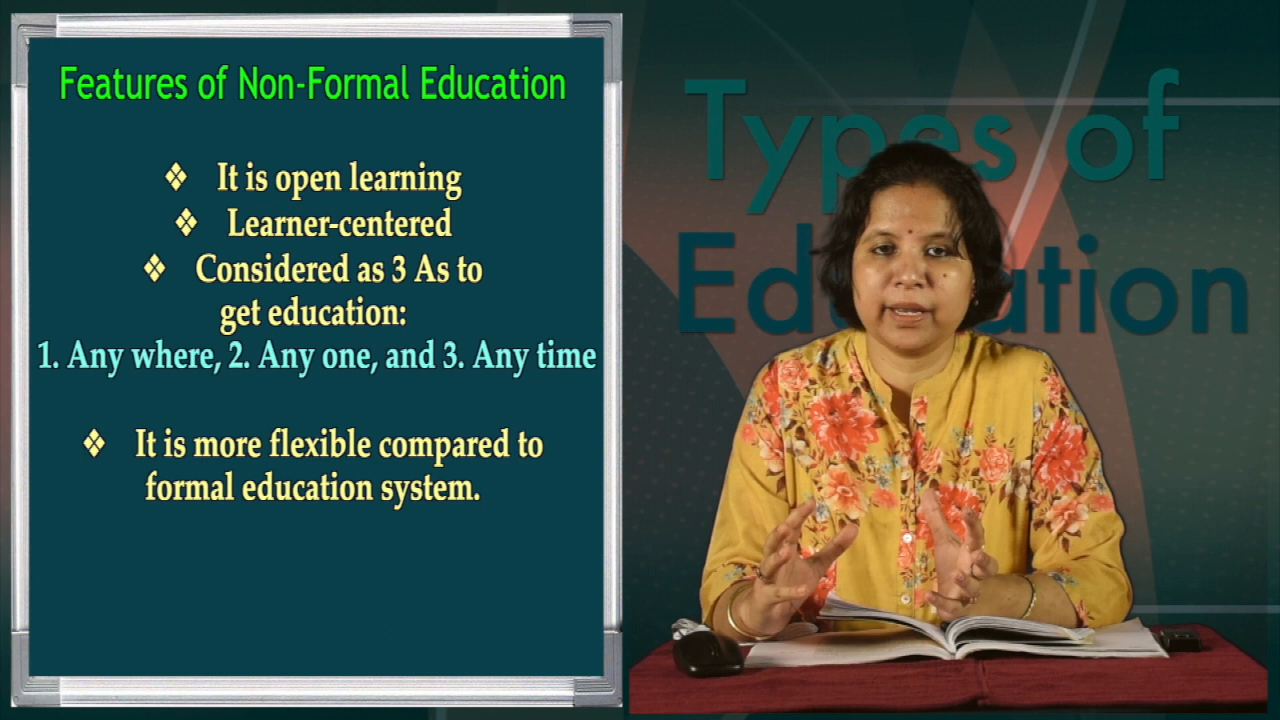 Features of Non-Formal Education
❖ It is open learning
❖ Learner-centered
❖ Considered as 3 As to
get education:
1. Any where, 2. Any one, and 3. Any time
❖ It is more flexible compared to
formal education system.
Types of
Education